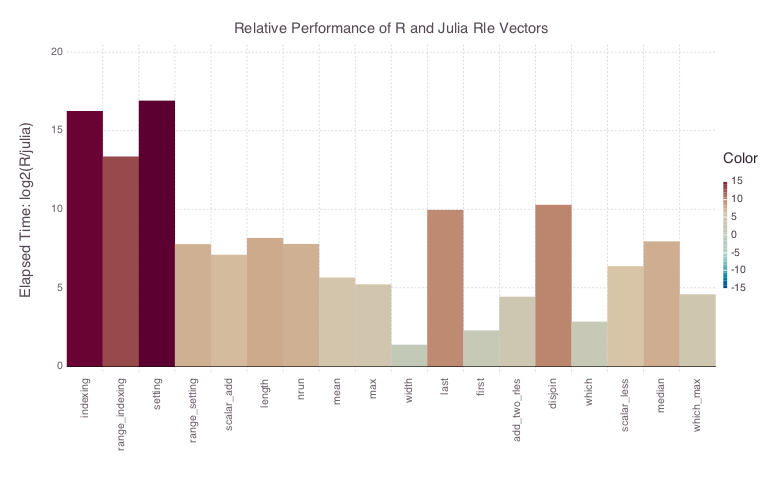 Relative Performance of R and Julia Rle Vectors
Elapsed Time: log2(R/julia)
20
15
10
5
0
indexing
range_indexing
setting
range_setting
scalar_add
length
nrun
mean
max
width
last
first
add_two_rles
disjoin
which
scalar_less
median
which_max
Color
15
10
5
0
-5
-10
-15